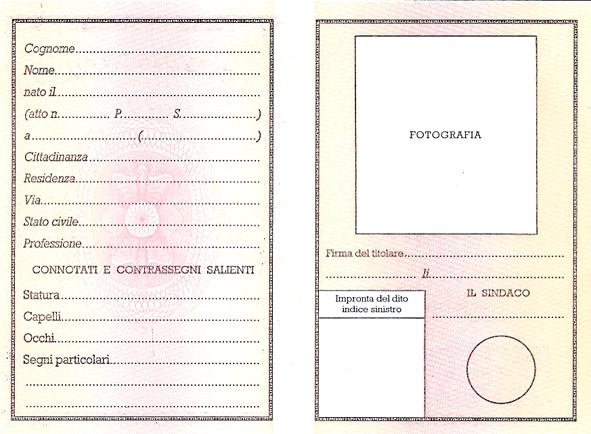 Cognome
Nome
nato il
(atto n. P. S. )
a ( )
Cittadinanza
Residenza
Via
Stato civile
Professione
CONNOTATI E CONTRASSEGNI SALIENTI
Statura
Capelli
Occhi
Segni particolari
FOTOGRAFIA
Firma del titolare
li
Impronta del dito
indice sinistro
IL SINDACO